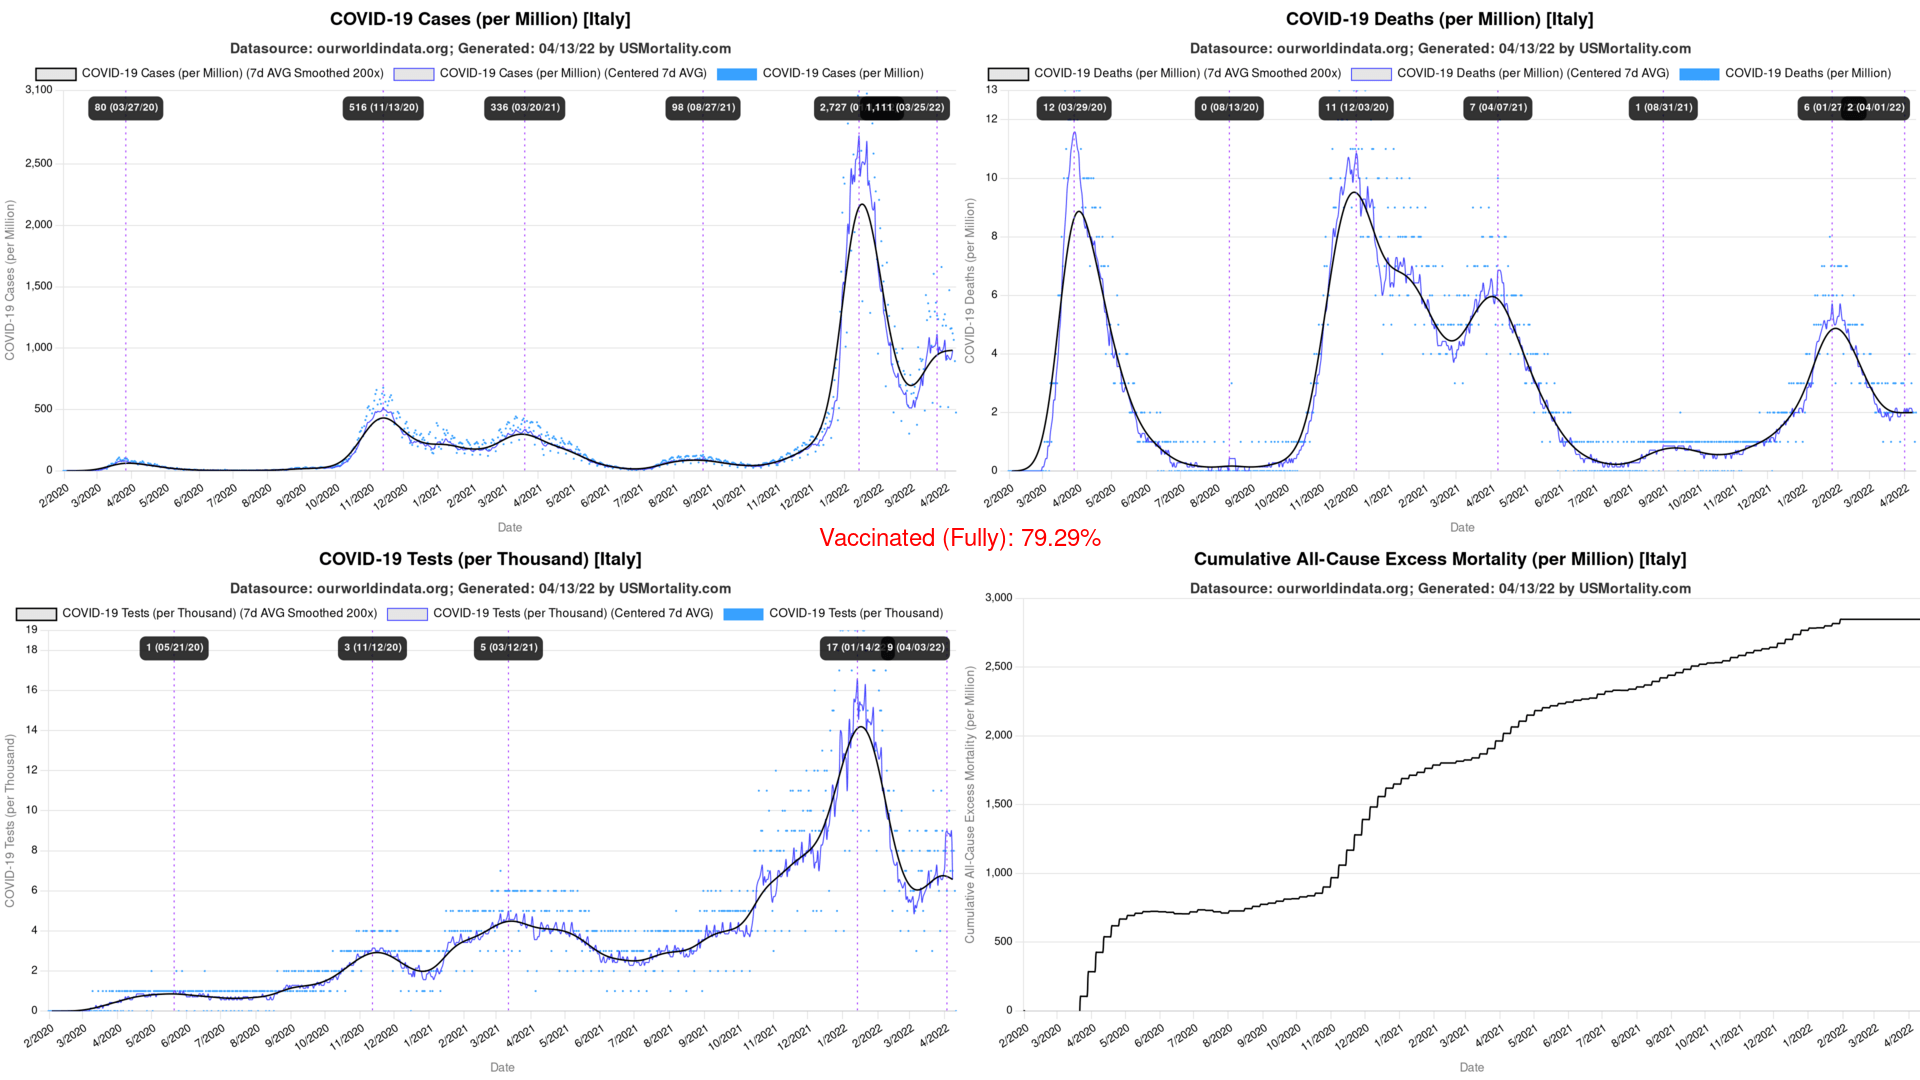 COVID-19 Cases (per Million) [Italy]
Datasource: ourworldindata.org; Generated: 04/13/22 by USMortality.com
COVID-19 Cases (per Million) (7d AVG Smoothed 200x) COVID-19 Cases (per Million) (Centered 7d AVG) COVID-19 Cases (per Million)
3,100
80 (03/27/20) 516 (11/13/20) 336 (03/20/21) 98 (08/27/21) 2,727 (0 1,111 (03/25/22)
2,500
2,000
1,500
1,000
500
0
COVID-19 Cases (per Million)
2/2020 3/2020 4/2020 5/2020 6/2020 7/2020 8/2020 9/2020 10/2020 11/2020 12/2020 1/2021 2/2021 3/2021 4/2021 5/2021 6/2021 7/2021 8/2021 9/2021 10/2021 11/2021 12/2021 1/2022 2/2022 3/2022 4/2022
Date
COVID-19 Deaths (per Million) [Italy]
Datasource: ourworldindata.org; Generated: 04/13/22 by USMortality.com
COVID-19 Deaths (per Million) (7d AVG Smoothed 200x) COVID-19 Deaths (per Million) (Centered 7d AVG) COVID-19 Deaths (per Million)
13
12 (03/29/20) 0 (08/13/20) 11 (12/03/20) 7 (04/07/21) 1 (08/31/21) 6 (01/27 2 (04/01/22)
12
10
8
6
4
2
0
COVID-19 Deaths (per Million)
2/2020 3/2020 4/2020 5/2020 6/2020 7/2020 8/2020 9/2020 10/2020 11/2020 12/2020 1/2021 2/2021 3/2021 4/2021 5/2021 6/2021 7/2021 8/2021 9/2021 10/2021 11/2021 12/2021 1/2022 2/2022 3/2022 4/2022
Date
Vaccinated (Fully): 79.29%
COVID-19 Tests (per Thousand) [Italy]
Datasource: ourworldindata.org; Generated: 04/13/22 by USMortality.com
COVID-19 Tests (per Thousand) (7d AVG Smoothed 200x) COVID-19 Tests (per Thousand) (Centered 7d AVG) COVID-19 Tests (per Thousand)
19
1 (05/21/20) 3 (11/12/20) 5 (03/12/21) 17 (01/14/2 9 (04/03/22)
18
16
14
12
10
8
6
4
2
0
COVID-19 Tests (per Thousand)
2/2020 3/2020 4/2020 5/2020 6/2020 7/2020 8/2020 9/2020 10/2020 11/2020 12/2020 1/2021 2/2021 3/2021 4/2021 5/2021 6/2021 7/2021 8/2021 9/2021 10/2021 11/2021 12/2021 1/2022 2/2022 3/2022 4/2022
Date
Cumulative All-Cause Excess Mortality (per Million) [Italy]
Datasource: ourworldindata.org; Generated: 04/13/22 by USMortality.com
3,000
2,500
2,000
1,500
1,000
500
0
Cumulative All-Cause Excess Mortality (per Million)
2/2020 3/2020 4/2020 5/2020 6/2020 7/2020 8/2020 9/2020 10/2020 11/2020 12/2020 1/2021 2/2021 3/2021 4/2021 5/2021 6/2021 7/2021 8/2021 9/2021 10/2021 11/2021 12/2021 1/2022 2/2022 3/2022 4/2022
Date